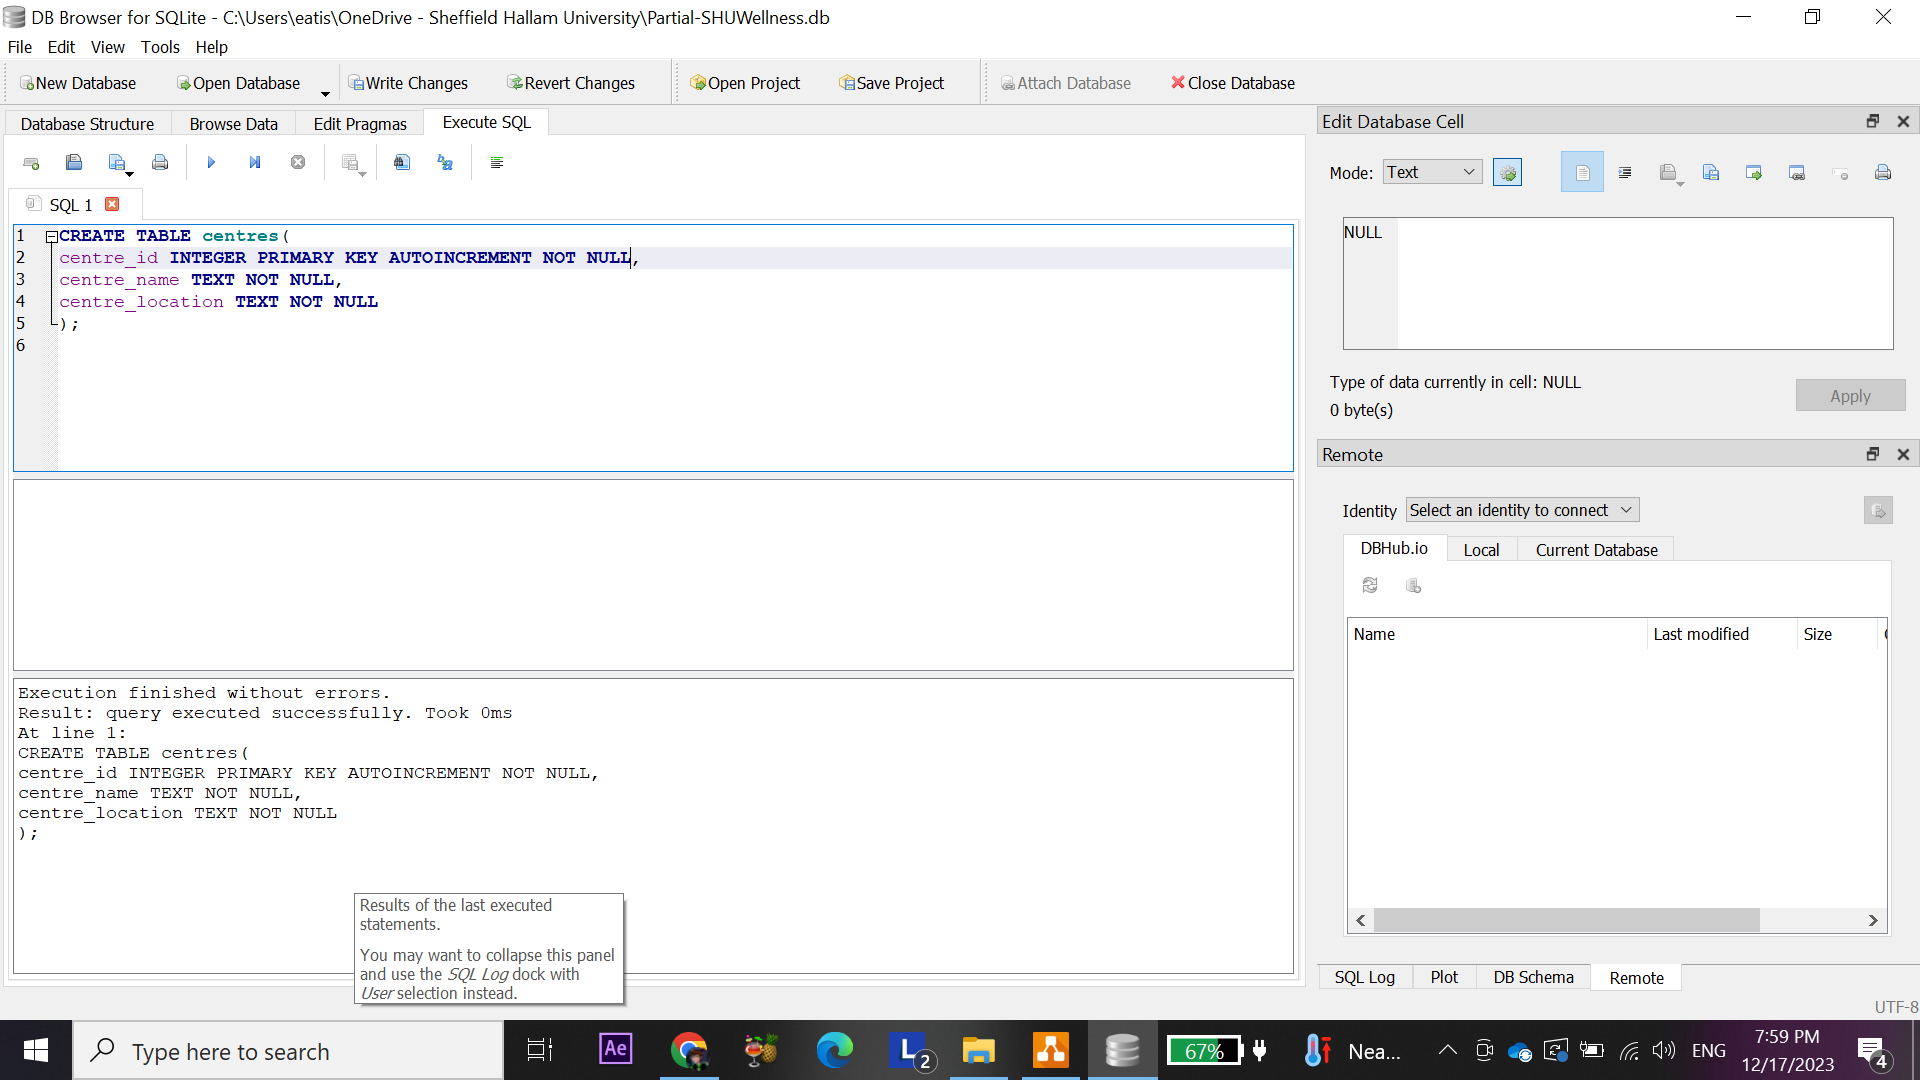 DB Browser for SQLite - C:\Users\eatis\OneDrive - Sheffield Hallam University\Partial-SHUWellness.db
File Edit View Tools Help
New Database Open Database Write Changes Revert Changes Open Project Save Project Attach Database Close Database
Database Structure Browse Data Edit Pragmas Execute SQL
SQL 1
1 CREATE TABLE centres(
2 centre_id INTEGER PRIMARY KEY AUTOINCREMENT NOT NULL,
3 centre_name TEXT NOT NULL,
4 centre_location TEXT NOT NULL
5 );
6
Execution finished without errors.
Result: query executed successfully. Took 0ms
At line 1:
CREATE TABLE centres(
centre_id INTEGER PRIMARY KEY AUTOINCREMENT NOT NULL,
centre_name TEXT NOT NULL,
centre_location TEXT NOT NULL
);
Results of the last executed
statements.
You may want to collapse this panel
and use the SQL Log dock with
User selection instead.
Edit Database Cell
Mode: Text
NULL
Type of data currently in cell: NULL
0 byte(s)
Apply
Remote
Identity Select an identity to connect
DBHub.io Local Current Database
Name Last modified Size
SQL Log Plot DB Schema Remote
UTF-8
Type here to search
Ae
L 2
67%
Nea...
ENG
7:59 PM
12/17/2023
4